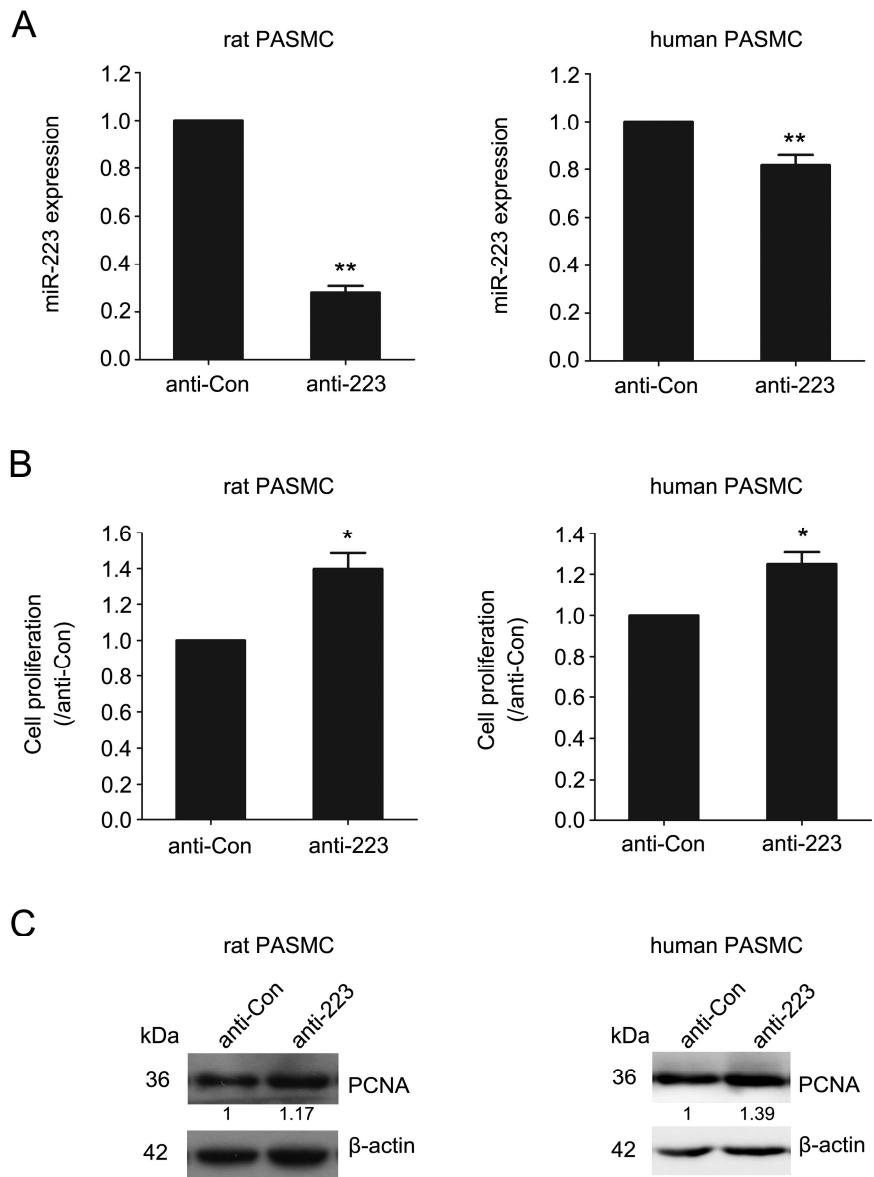 A
rat PASMC
human PASMC
miR-223 expression
1.2
1.0
0.8
0.6
0.4
0.2
0.0
**
anti-Con
anti-223
miR-223 expression
1.2
1.0
0.8
0.6
0.4
0.2
0.0
**
anti-Con
anti-223
B
rat PASMC
human PASMC
Cell proliferation
(/anti-Con)
1.6
1.4
1.2
1.0
0.8
0.6
0.4
0.2
0.0
*
anti-Con
anti-223
Cell proliferation
(/anti-Con)
1.4
1.2
1.0
0.8
0.6
0.4
0.2
0.0
*
anti-Con
anti-223
C
rat PASMC
human PASMC
kDa
anti-Con
anti-223
36
PCNA
1 1.17
42
β-actin
kDa
anti-Con
anti-223
36
PCNA
1 1.39
42
β-actin